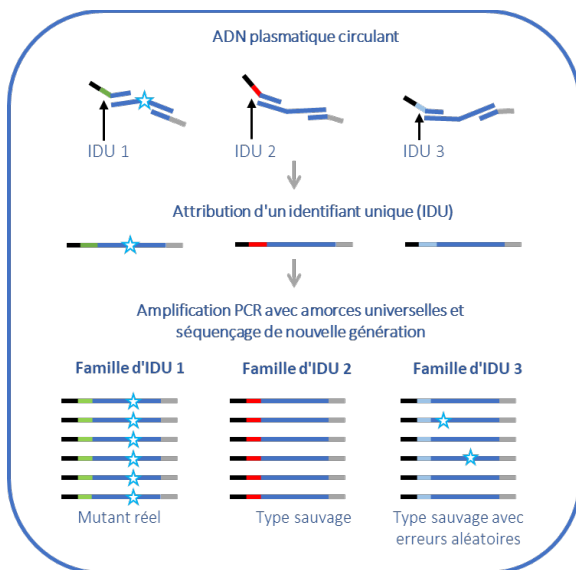 ADN plasmatique circulant
IDU 1
IDU 2
IDU 3
Attribution d'un identifiant unique (IDU)
Amplification PCR avec amorces universelles et
séquençage de nouvelle génération
Famille d'IDU 1
Famille d'IDU 2
Famille d'IDU 3
Mutant réel
Type sauvage
Type sauvage avec
erreurs aléatoires